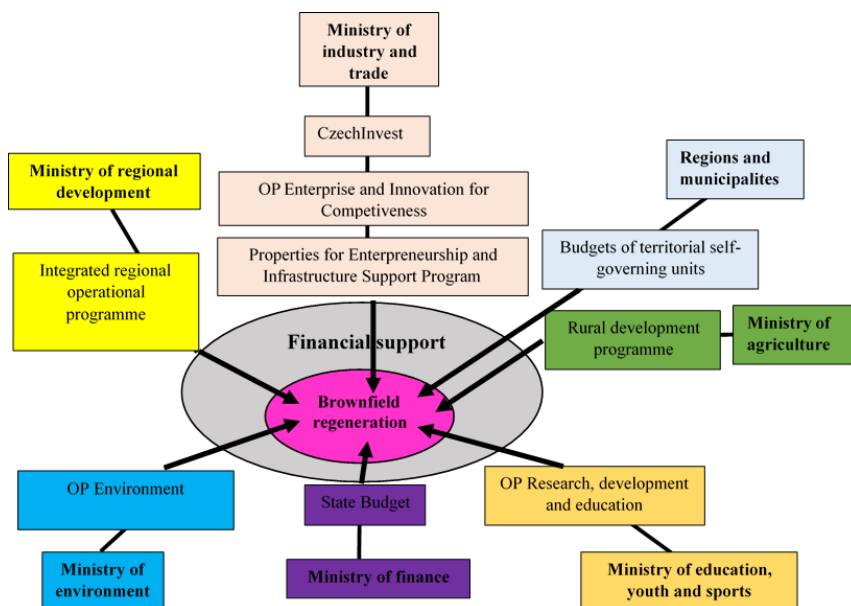 Ministry of
industry and
trade
CzechInvest
Ministry of regional
development
OP Enterprise and Innovation for
Competiveness
Regions and
municipalites
Integrated regional
operational
programme
Properties for Enterpreneurship and
Infrastructure Support Program
Budgets of territorial self-
governing units
Financial support
Rural development
programme
Ministry of
agriculture
Brownfield
regeneration
OP Environment
State Budget
OP Research, development
and education
Ministry of
environment
Ministry of finance
Ministry of education,
youth and sports